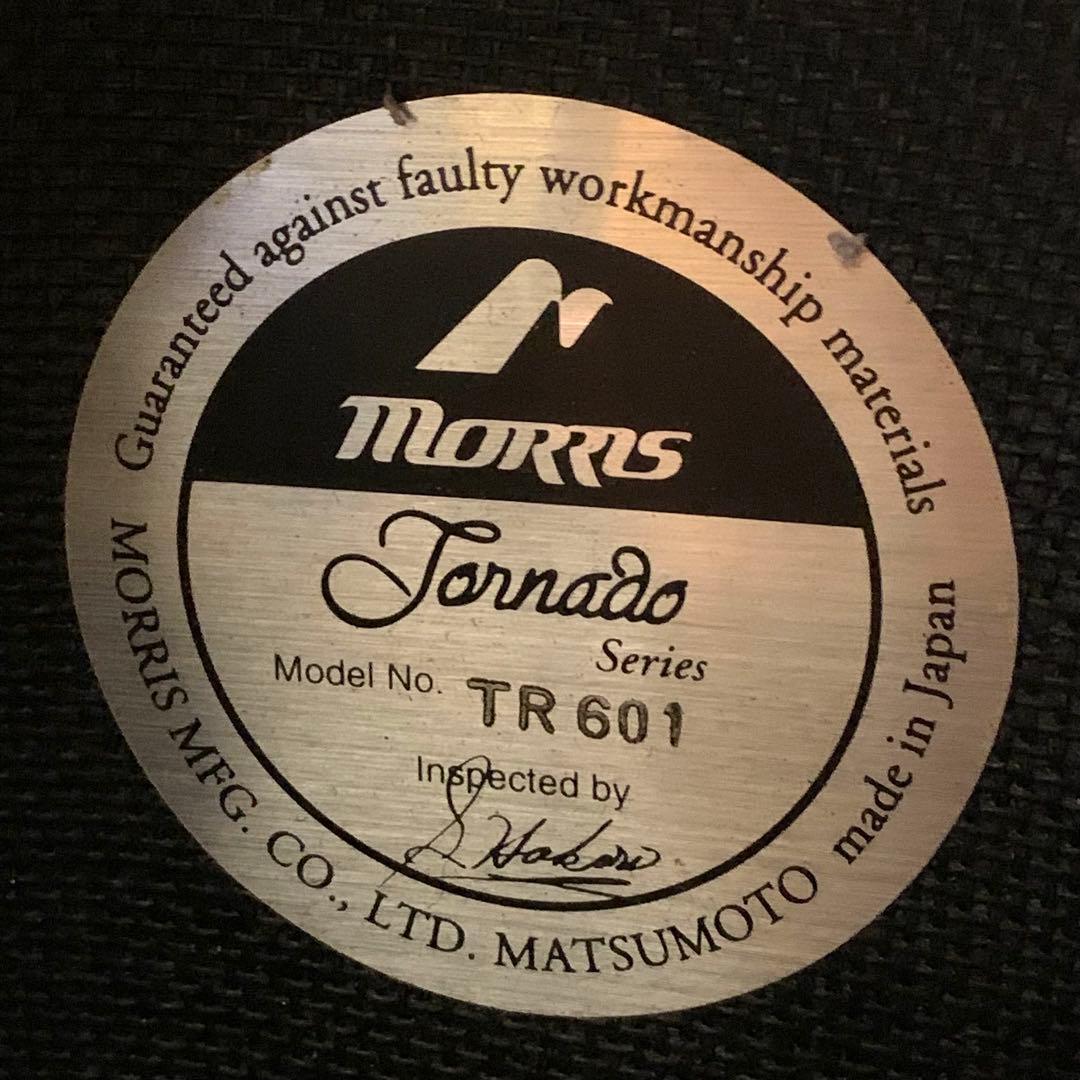 Guaranteed against faulty workmanship materials
MORRIS
Tornado
Series
Model No. TR 601
Inspected by
MORRIS MFG. CO., LTD. MATSUMOTO made in Japan